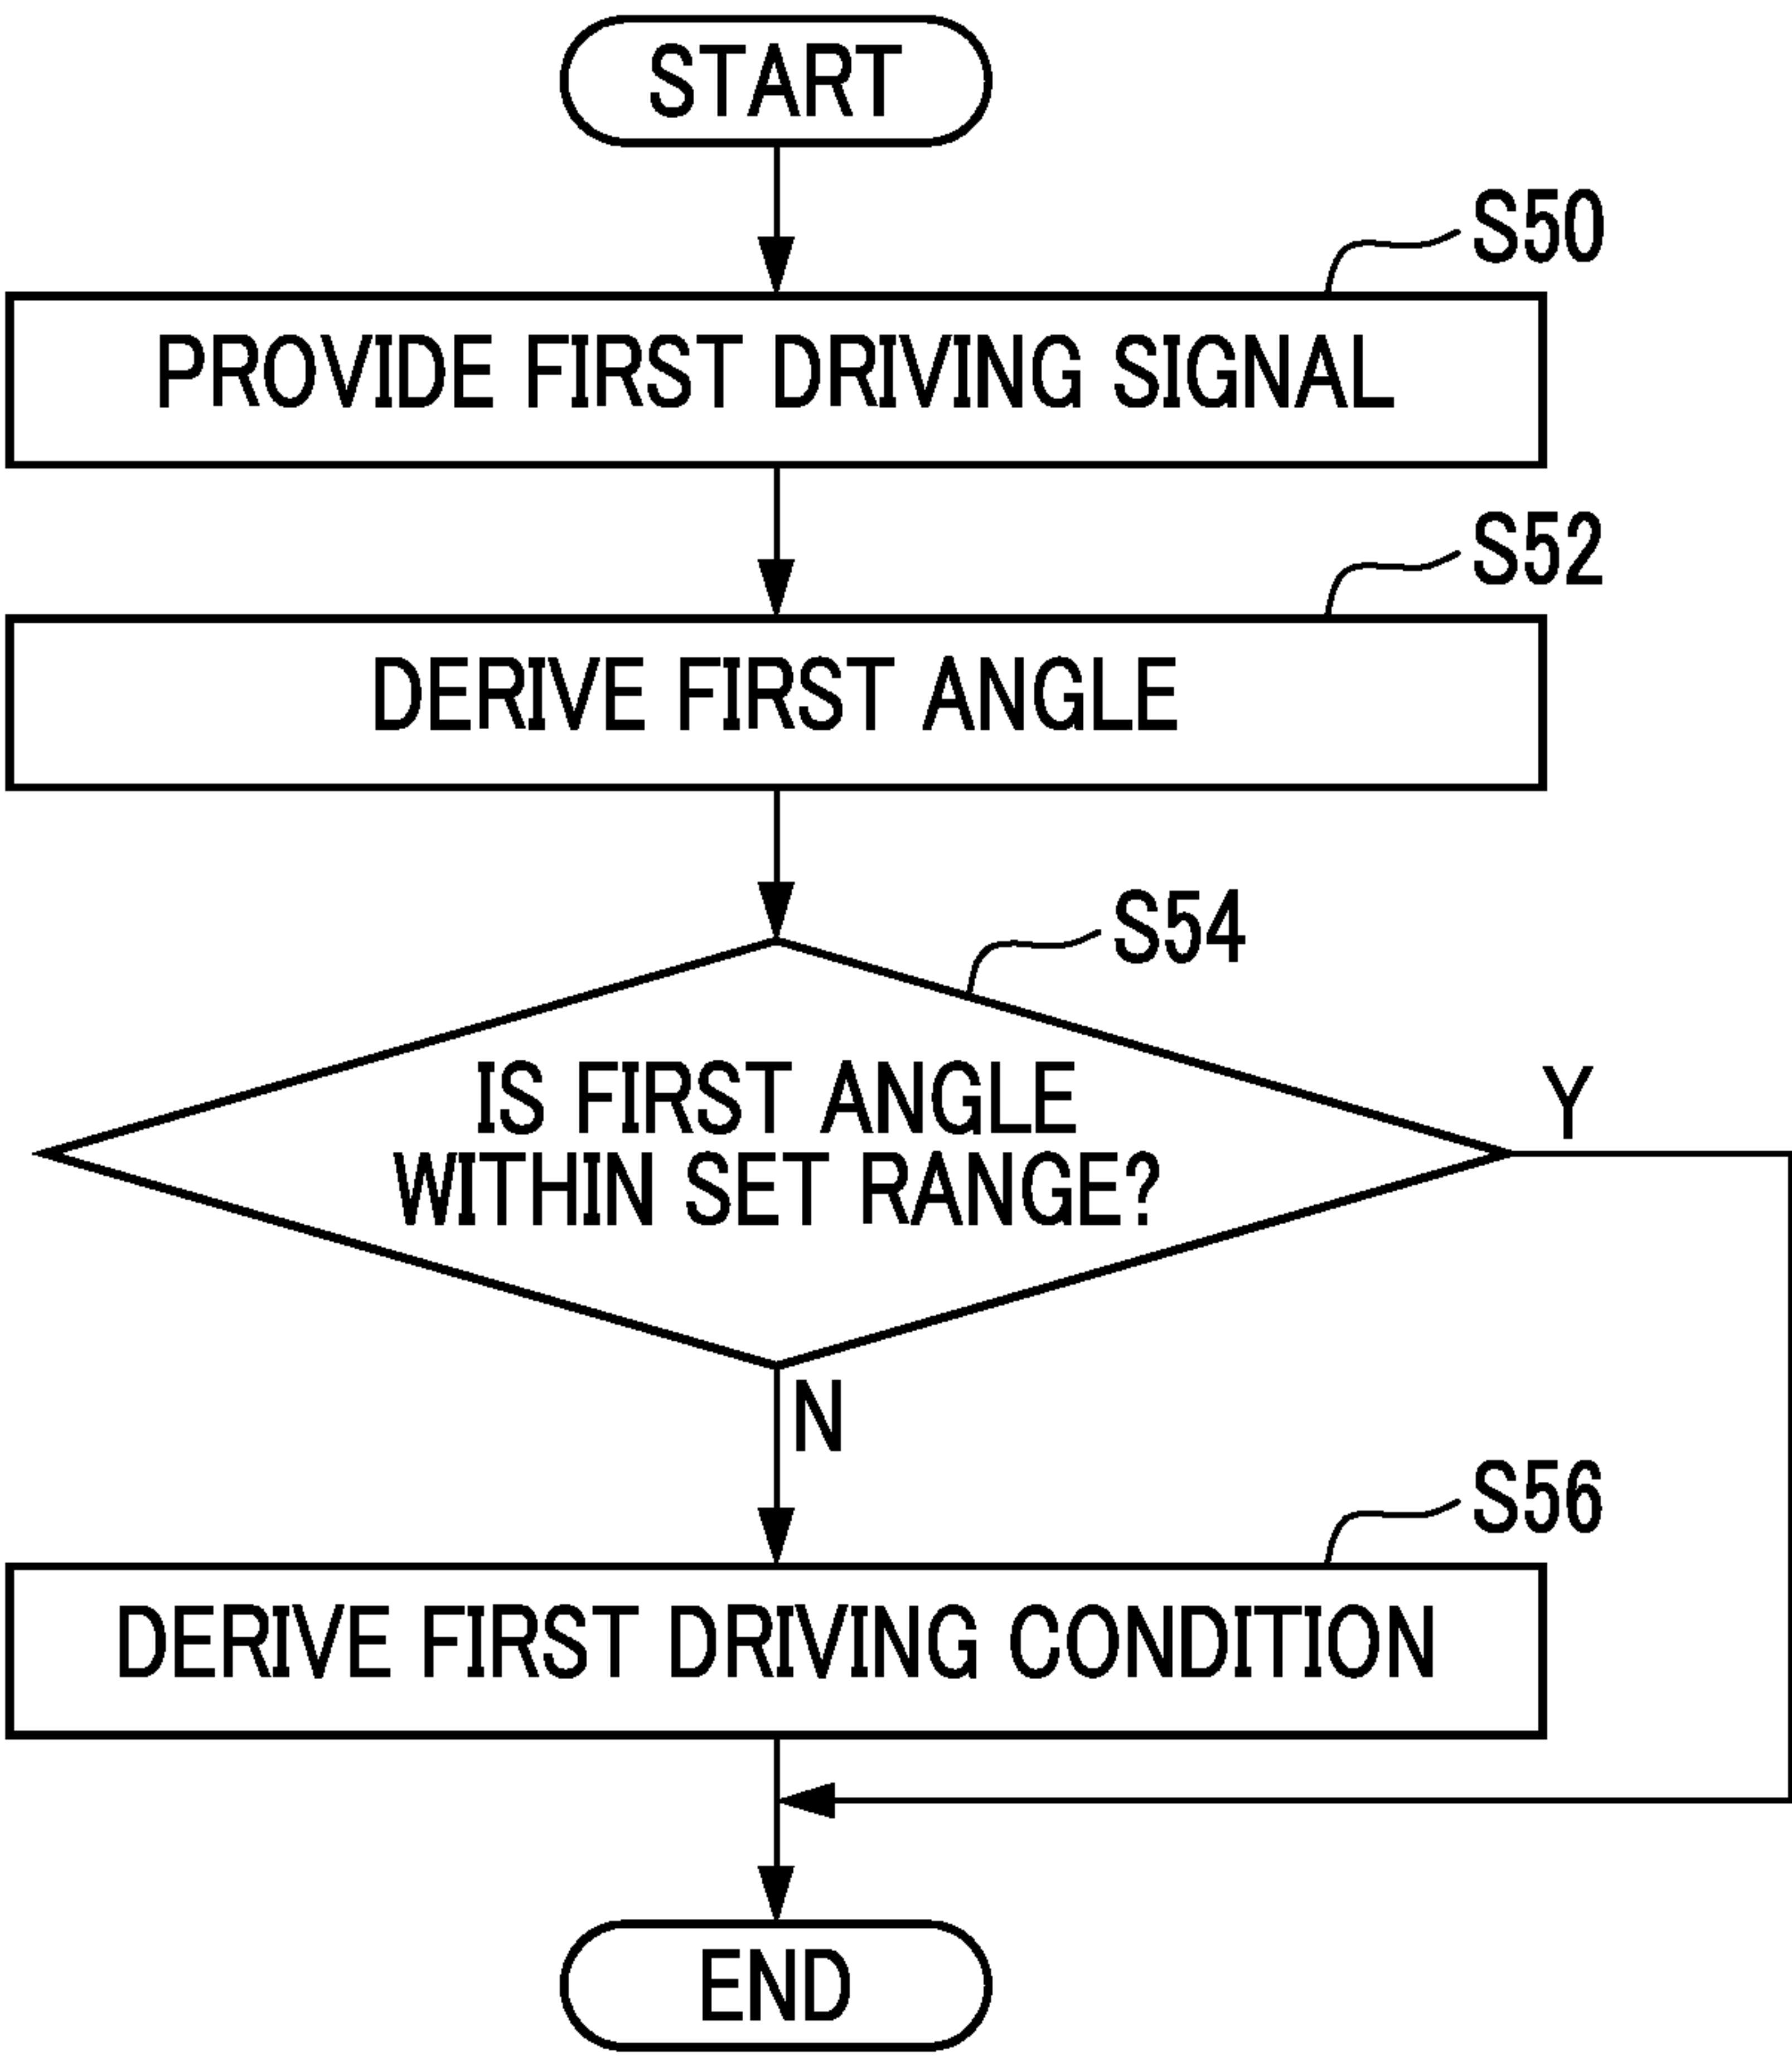 START
S50
PROVIDE FIRST DRIVING SIGNAL
S52
DERIVE FIRST ANGLE
S54
IS FIRST ANGLE
WITHIN SET RANGE?
Y
N
S56
DERIVE FIRST DRIVING CONDITION
END